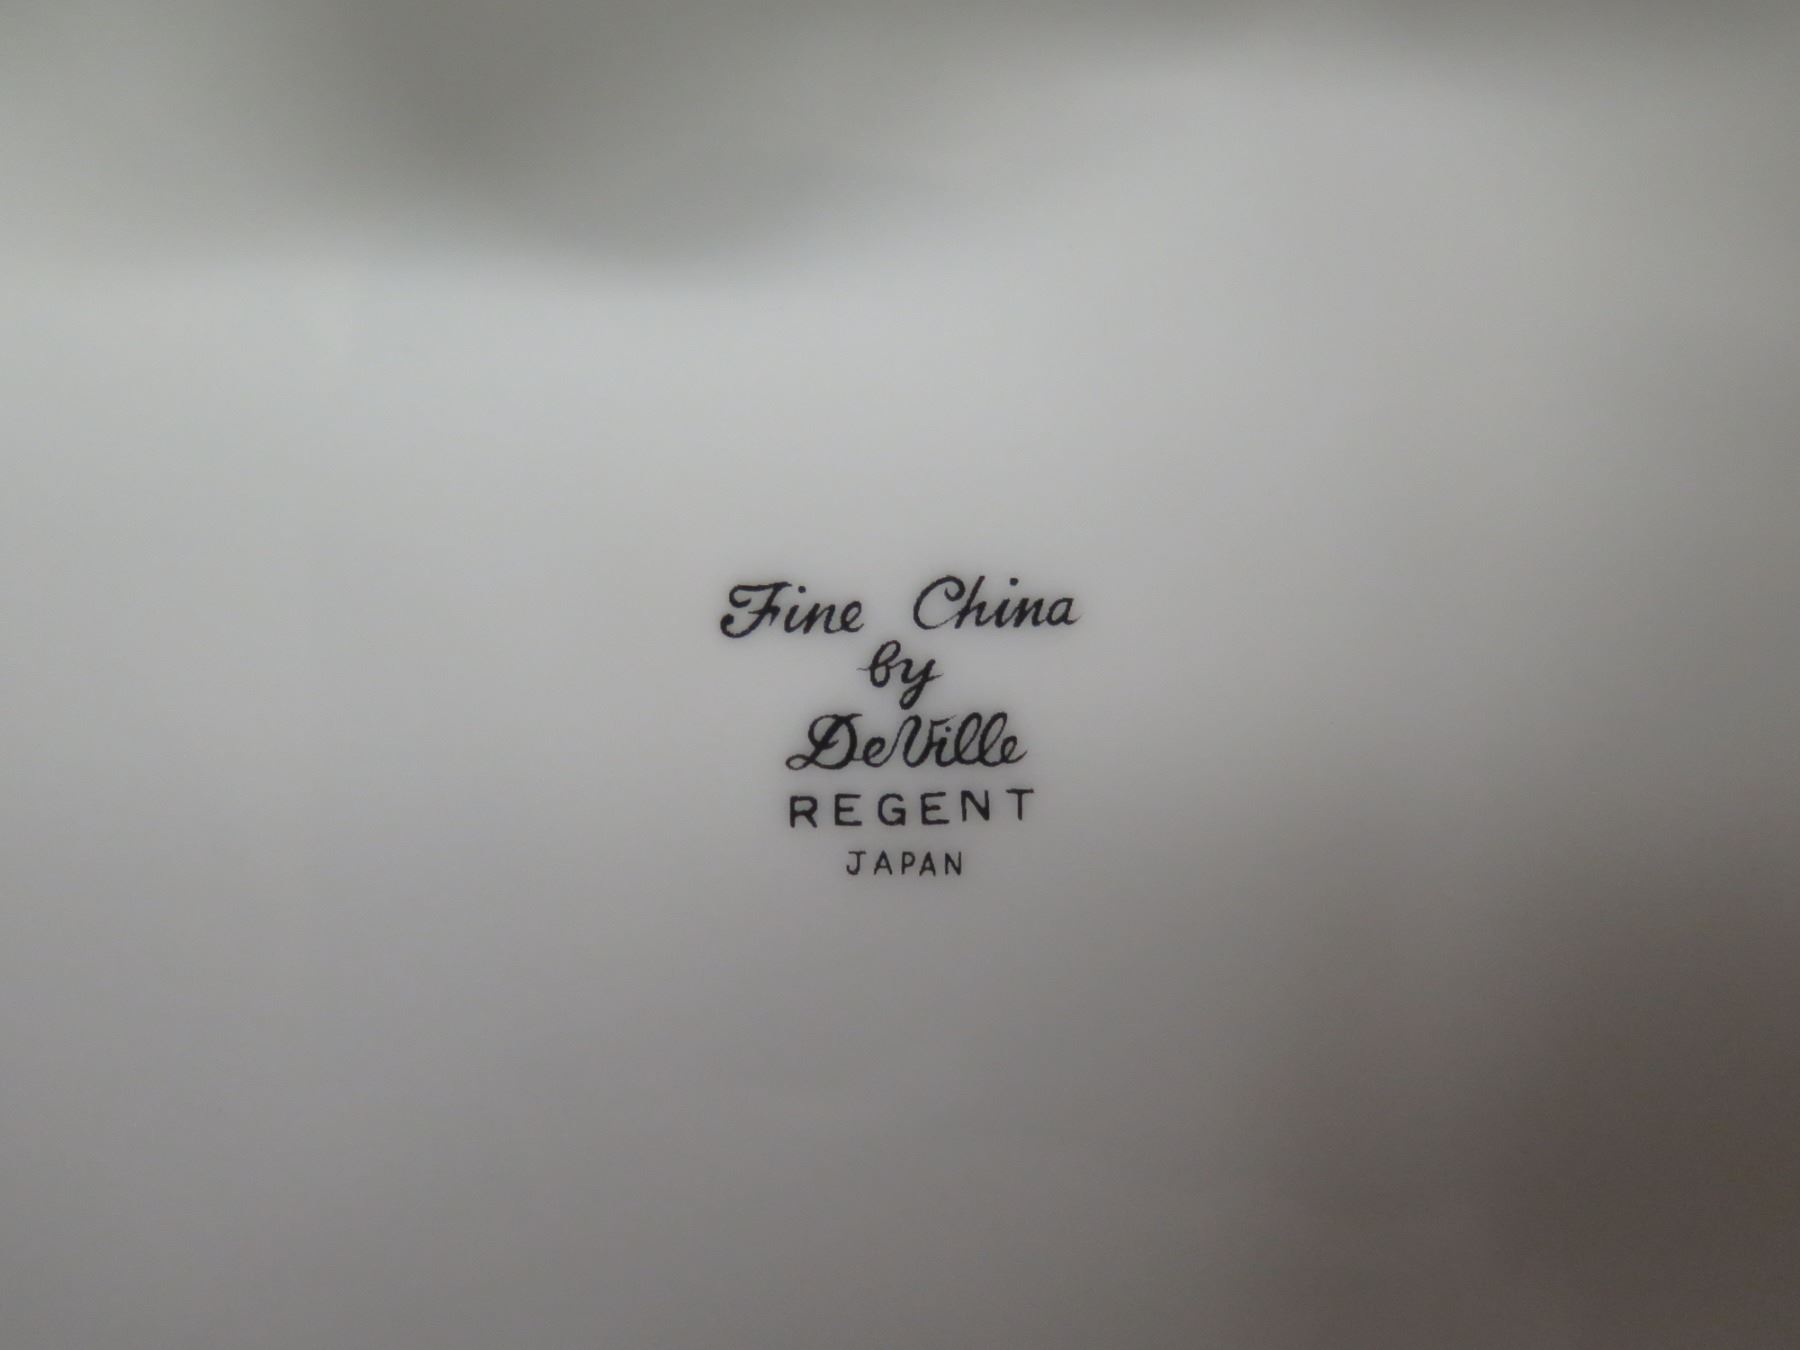 Fine China
by
DeVille
REGENT
JAPAN